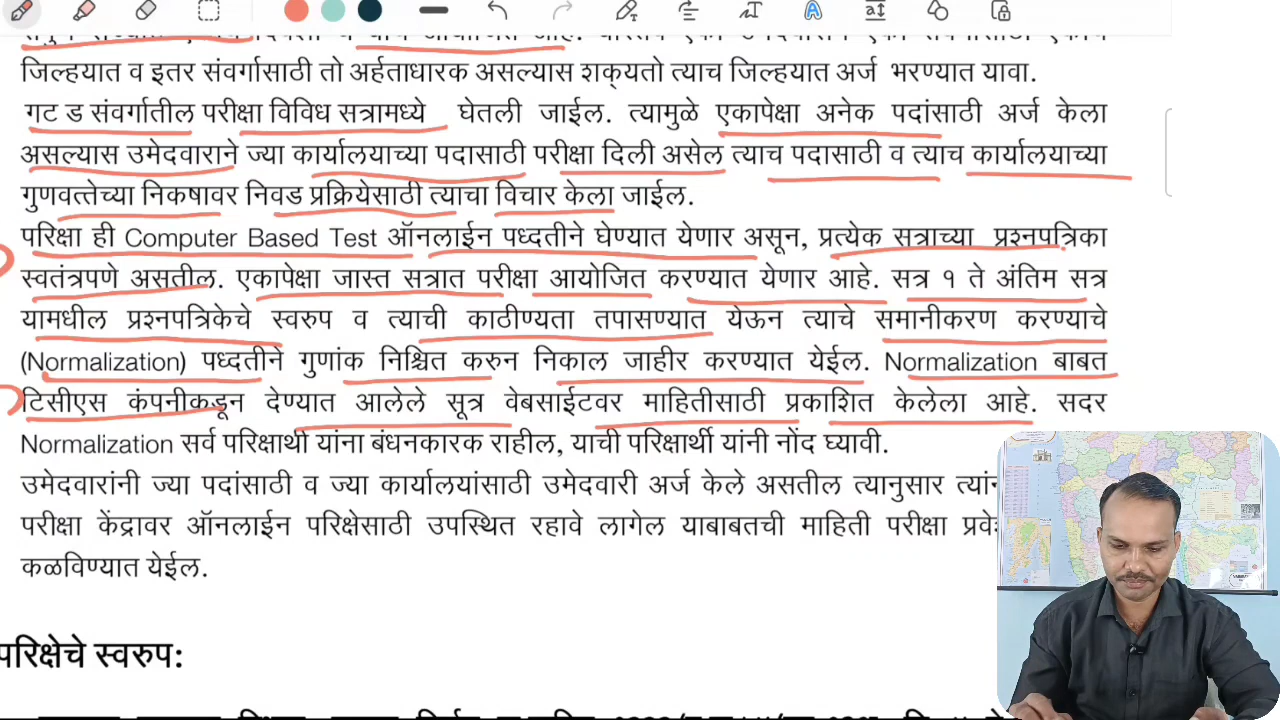 जिल्हयात व इतर संवर्गासाठी तो अर्हताधारक असल्यास शक्यतो त्याच जिल्हयात अर्ज भरण्यात यावा.
गट ड संवर्गातील परीक्षा विविध सत्रामध्ये घेतली जाईल. त्यामुळे एकापेक्षा अनेक पदांसाठी अर्ज केला
असल्यास उमेदवाराने ज्या कार्यालयाच्या पदासाठी परीक्षा दिली असेल त्याच पदासाठी व त्याच कार्यालयाच्या
गुणवत्तेच्या निकषावर निवड प्रक्रियेसाठी त्याचा विचार केला जाईल.
परिक्षा ही Computer Based Test ऑनलाईन पध्दतीने घेण्यात येणार असून, प्रत्येक सत्राच्या प्रश्नपत्रिका
स्वतंत्रपणे असतील. एकापेक्षा जास्त सत्रात परीक्षा आयोजित करण्यात येणार आहे. सत्र १ ते अंतिम सत्र
यामधील प्रश्नपत्रिकेचे स्वरुप व त्याची काठीण्यता तपासण्यात येऊन त्याचे समानीकरण करण्याचे
(Normalization) पध्दतीने गुणांक निश्चित करुन निकाल जाहीर करण्यात येईल. Normalization बाबत
टिसीएस कंपनीकडून देण्यात आलेले सूत्र वेबसाईटवर माहितीसाठी प्रकाशित केलेला आहे. सदर
Normalization सर्व परिक्षार्थी यांना बंधनकारक राहील, याची परिक्षार्थी यांनी नोंद घ्यावी.
उमेदवारांनी ज्या पदांसाठी व ज्या कार्यालयांसाठी उमेदवारी अर्ज केले असतील त्यानुसार
परीक्षा केंद्रावर ऑनलाईन परिक्षेसाठी उपस्थित रहावे लागेल याबाबतची माहिती परीक्षा
कळविण्यात येईल.
परिक्षेचे स्वरुप: